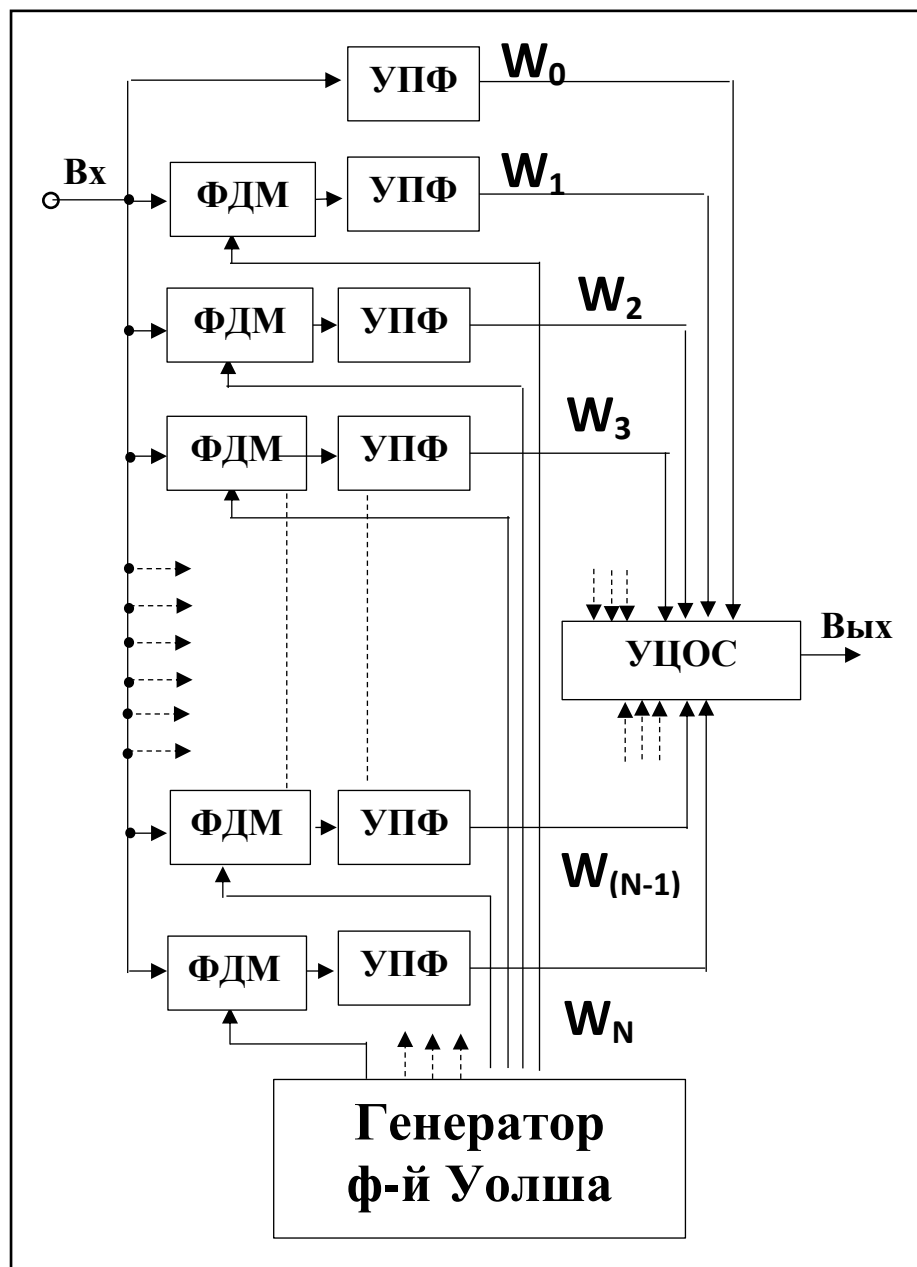 УПФ W₀
Вх
ФДМ УПФ W₁
ФДМ УПФ W₂
ФДМ УПФ W₃
УЦОС Вых
ФДМ УПФ
W₍N-1₎
ФДМ УПФ
W_N
Генератор
ф-й Уолша